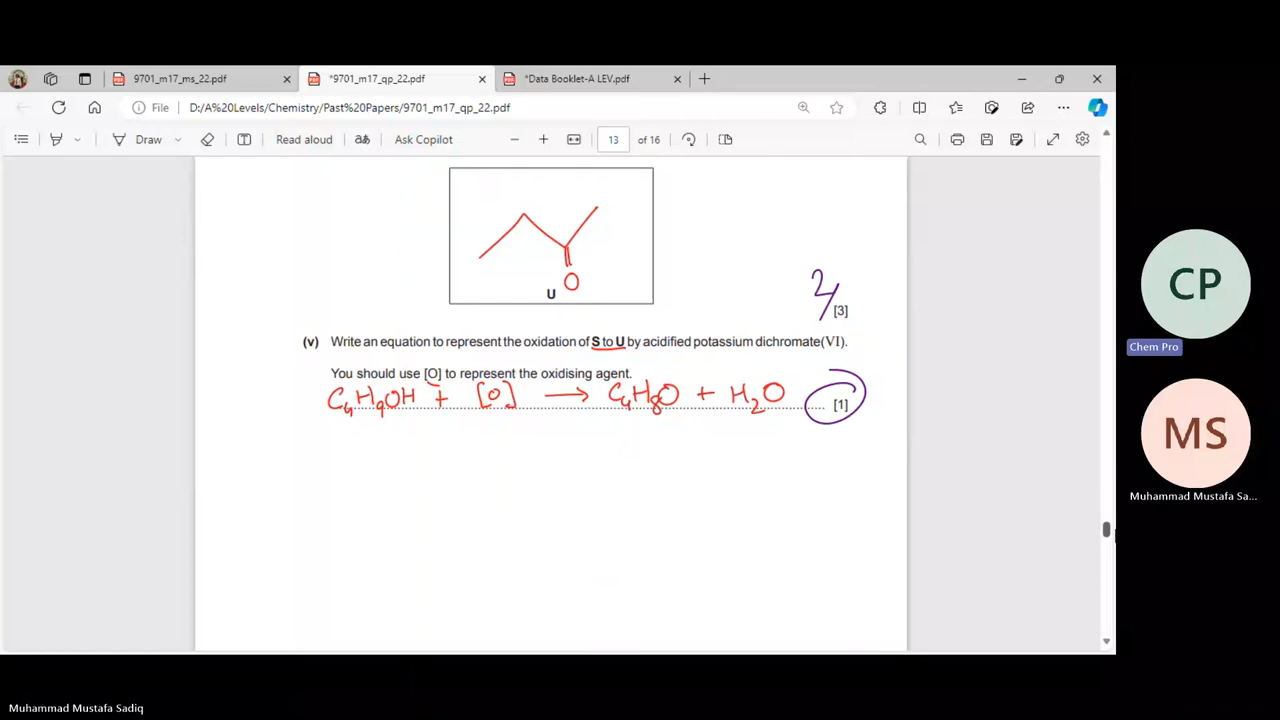 9701_m17_ms_22.pdf
*9701_m17_qp_22.pdf
*Data Booklet-A LEV.pdf
File D:/A%20Levels/Chemistry/Past%20Papers/9701_m17_qp_22.pdf
Draw
Read aloud
aあ
Ask Copilot
13 of 16
O
U
2/
[3]
(v) Write an equation to represent the oxidation of S to U by acidified potassium dichromate(VI).
You should use [O] to represent the oxidising agent.
C4H9OH + [O] → C4H8O + H2O
[1]
CP
Chem Pro
MS
Muhammad Mustafa Sa...
Muhammad Mustafa Sadiq